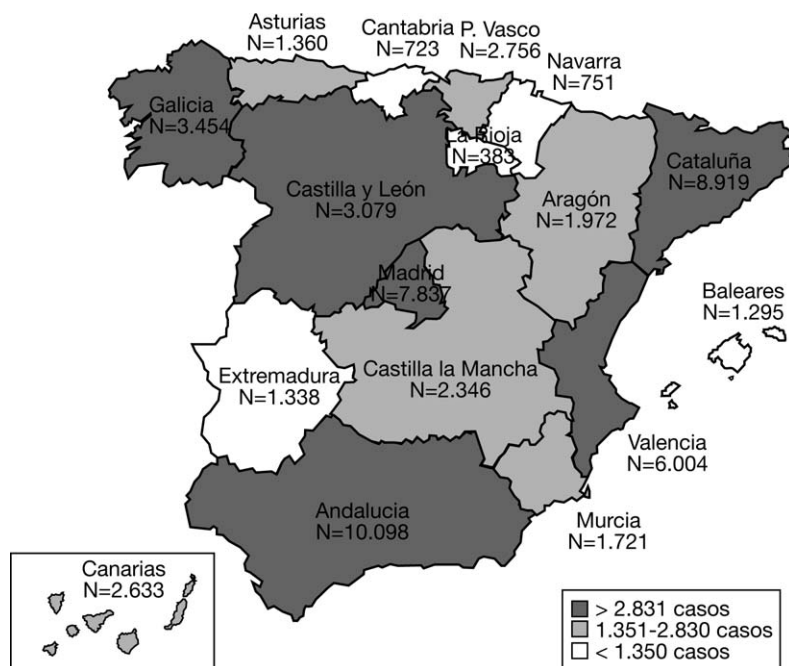 Asturias
N=1.360
Cantabria
N=723
P. Vasco
N=2.756
Navarra
N=751
Galicia
N=3.454
La Rioja
N=383
Cataluña
N=8.919
Castilla y León
N=3.079
Aragón
N=1.972
Madrid
N=7.837
Baleares
N=1.295
Extremadura
N=1.338
Castilla la Mancha
N=2.346
Valencia
N=6.004
Andalucia
N=10.098
Murcia
N=1.721
Canarias
N=2.633
> 2.831 casos
1.351-2.830 casos
< 1.350 casos